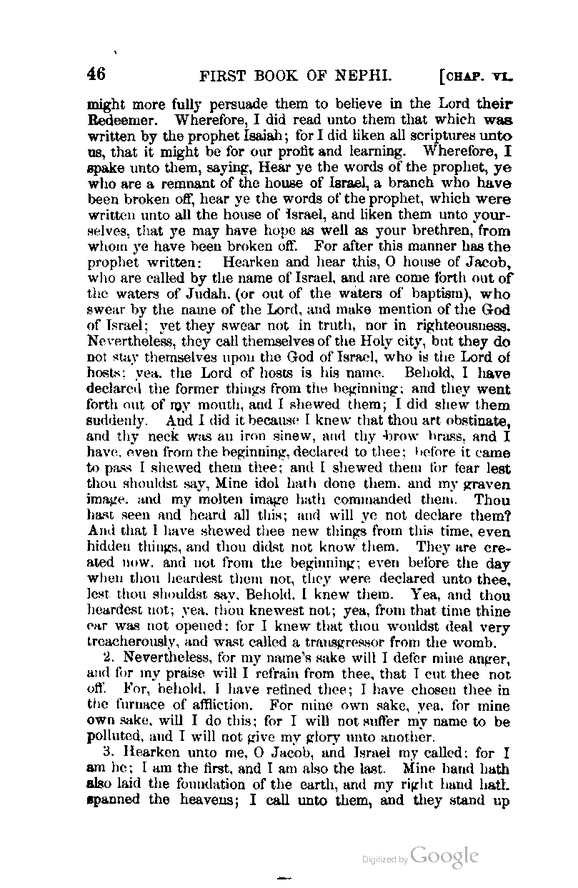 46 FIRST BOOK OF NEPHI. [CHAP. VI.
might more fully persuade them to believe in the Lord their
Redeemer. Wherefore, I did read unto them that which was
written by the prophet Isaiah; for I did liken all scriptures unto
us, that it might be for our profit and learning. Wherefore, I
spake unto them, saying, Hear ye the words of the prophet, ye
who are a remnant of the house of Israel, a branch who have
been broken off, hear ye the words of the prophet, which were
written unto all the house of Israel, and liken them unto your-
selves, that ye may have hope as well as your brethren, from
whom ye have been broken off. For after this manner has the
prophet written: Hearken and hear this, O house of Jacob,
who are called by the name of Israel, and are come forth out of
the waters of Judah, (or out of the waters of baptism), who
swear by the name of the Lord, and make mention of the God
of Israel; yet they swear not in truth, nor in righteousness.
Nevertheless, they call themselves of the Holy city, but they do
not stay themselves upon the God of Israel, who is the Lord of
hosts; yea, the Lord of hosts is his name. Behold, I have
declared the former things from the beginning; and they went
forth out of my mouth, and I shewed them; I did shew them
suddenly. And I did it because I knew that thou art obstinate,
and thy neck was an iron sinew, and thy brow brass, and I
have, even from the beginning, declared to thee; before it came
to pass I shewed them thee; and I shewed them for fear lest
thou shouldst say, Mine idol hath done them, and my graven
image, and my molten image hath commanded them. Thou
hast seen and heard all this; and will ye not declare them?
And that I have shewed thee new things from this time, even
hidden things, and thou didst not know them. They are cre-
ated now, and not from the beginning; even before the day
when thou heardest them not, they were declared unto thee,
lest thou shouldst say, Behold, I knew them. Yea, and thou
heardest not; yea, thou knewest not; yea, from that time thine
ear was not opened: for I knew that thou wouldst deal very
treacherously, and wast called a transgressor from the womb.
2. Nevertheless, for my name's sake will I defer mine anger,
and for my praise will I refrain from thee, that I cut thee not
off. For, behold, I have refined thee; I have chosen thee in
the furnace of affliction. For mine own sake, yea, for mine
own sake, will I do this; for I will not suffer my name to be
polluted, and I will not give my glory unto another.
3. Hearken unto me, O Jacob, and Israel my called; for I
am he; I am the first, and I am also the last. Mine hand hath
also laid the foundation of the earth, and my right hand hath
spanned the heavens; I call unto them, and they stand up
Digitized by Google